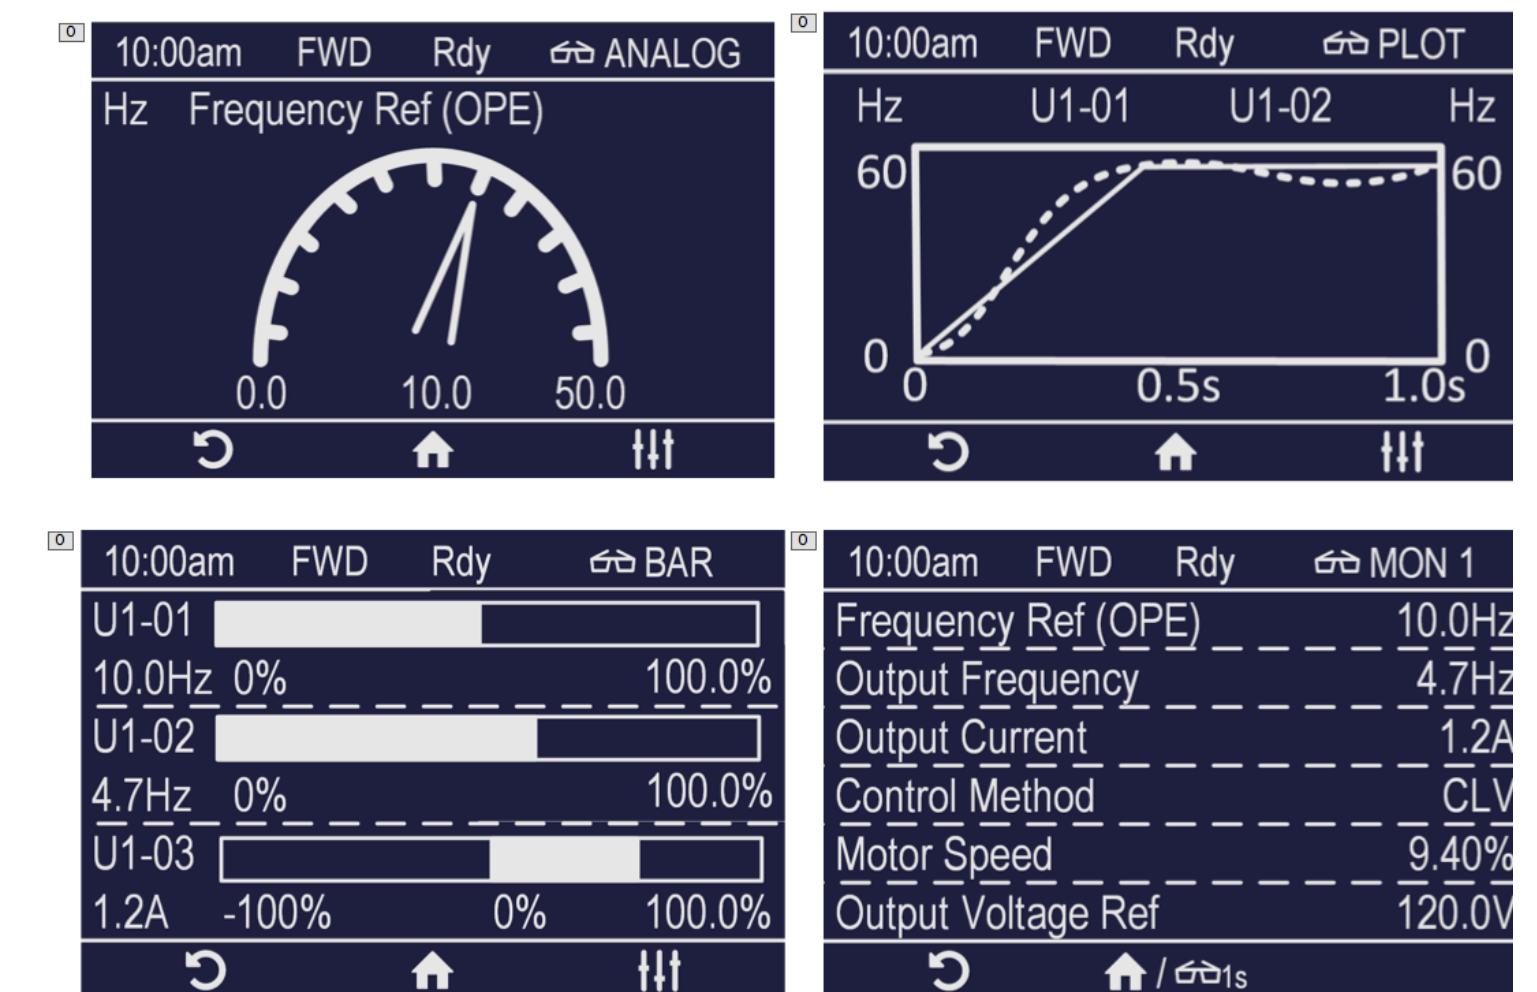 0
10:00am FWD Rdy ANALOG
Hz Frequency Ref (OPE)
0.0 10.0 50.0
0
10:00am FWD Rdy PLOT
Hz U1-01 U1-02 Hz
60 60
0 0
0 0.5s 1.0s
0
10:00am FWD Rdy BAR
U1-01
10.0Hz 0% 100.0%
U1-02
4.7Hz 0% 100.0%
U1-03
1.2A -100% 0% 100.0%
0
10:00am FWD Rdy MON 1
Frequency Ref (OPE) 10.0Hz
Output Frequency 4.7Hz
Output Current 1.2A
Control Method CLV
Motor Speed 9.40%
Output Voltage Ref 120.0V
/ 1s